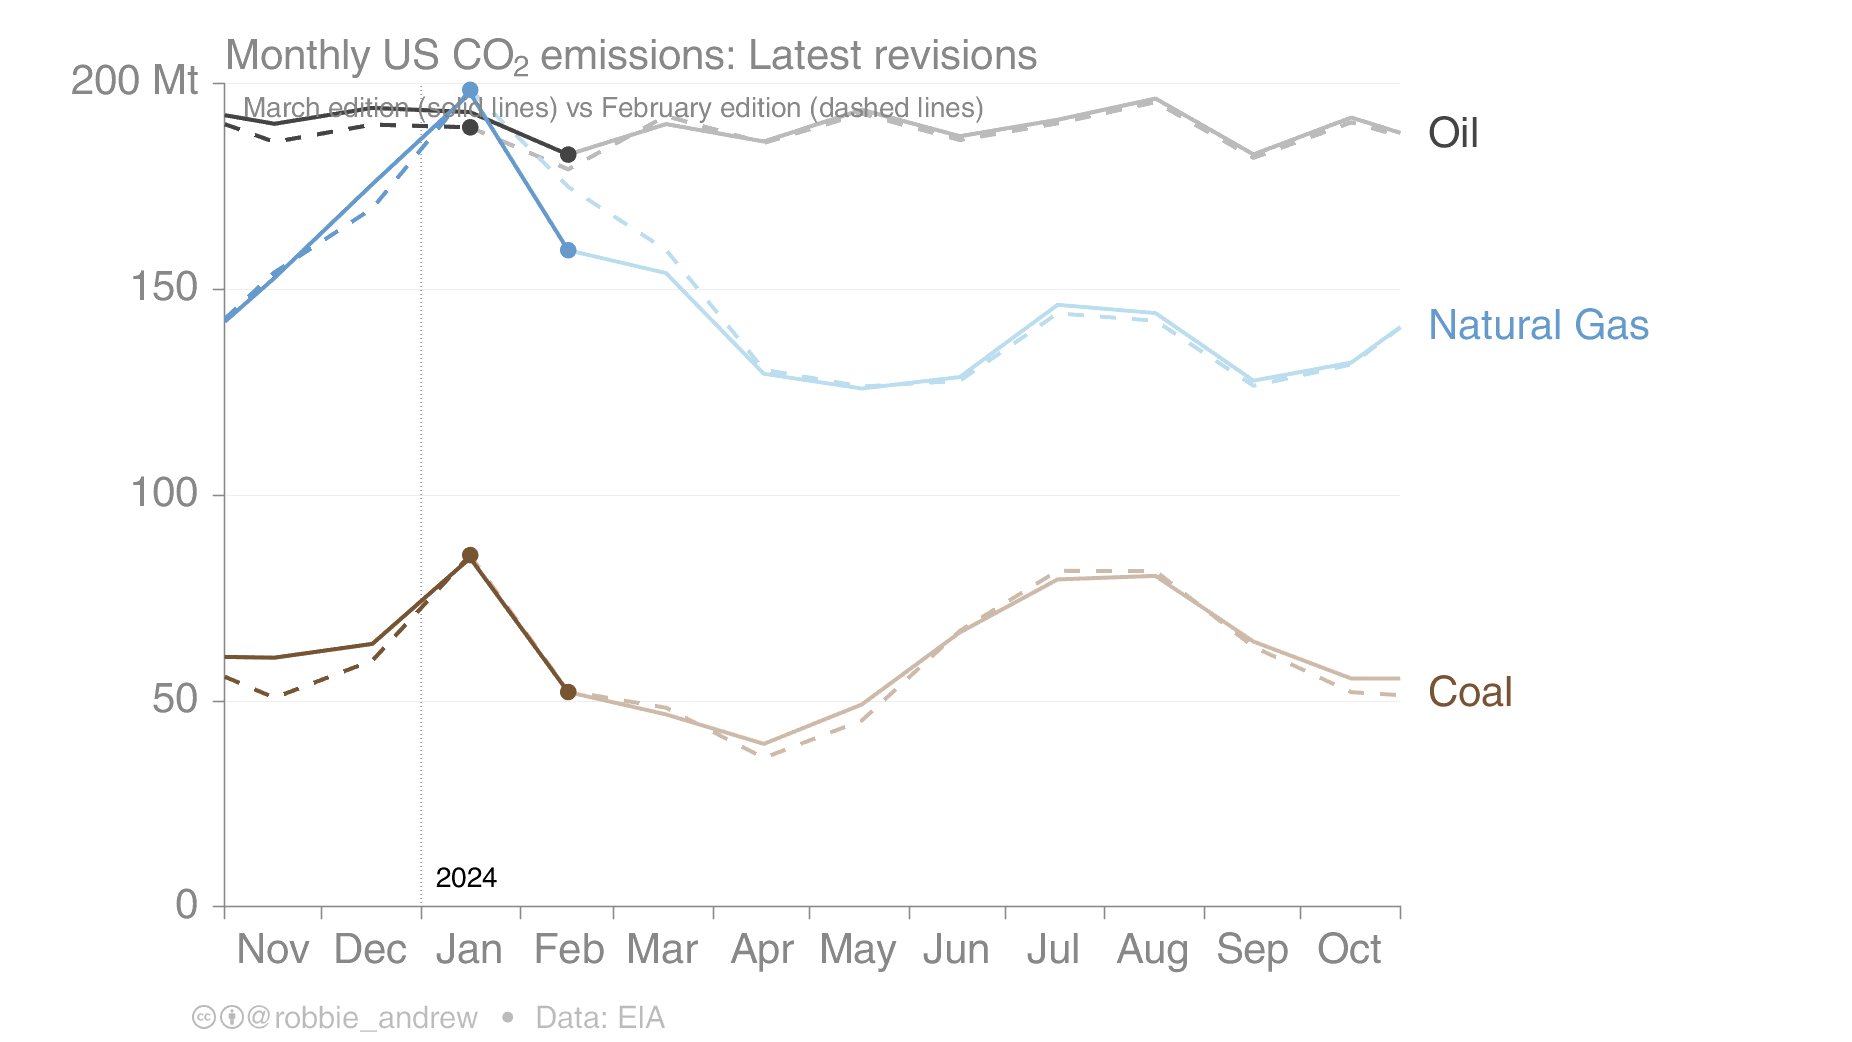 Monthly US CO₂ emissions: Latest revisions
200 Mt
March edition (solid lines) vs February edition (dashed lines)
Oil
150
Natural Gas
100
50
Coal
2024
0
Nov Dec Jan Feb Mar Apr May Jun Jul Aug Sep Oct
@robbie_andrew • Data: EIA